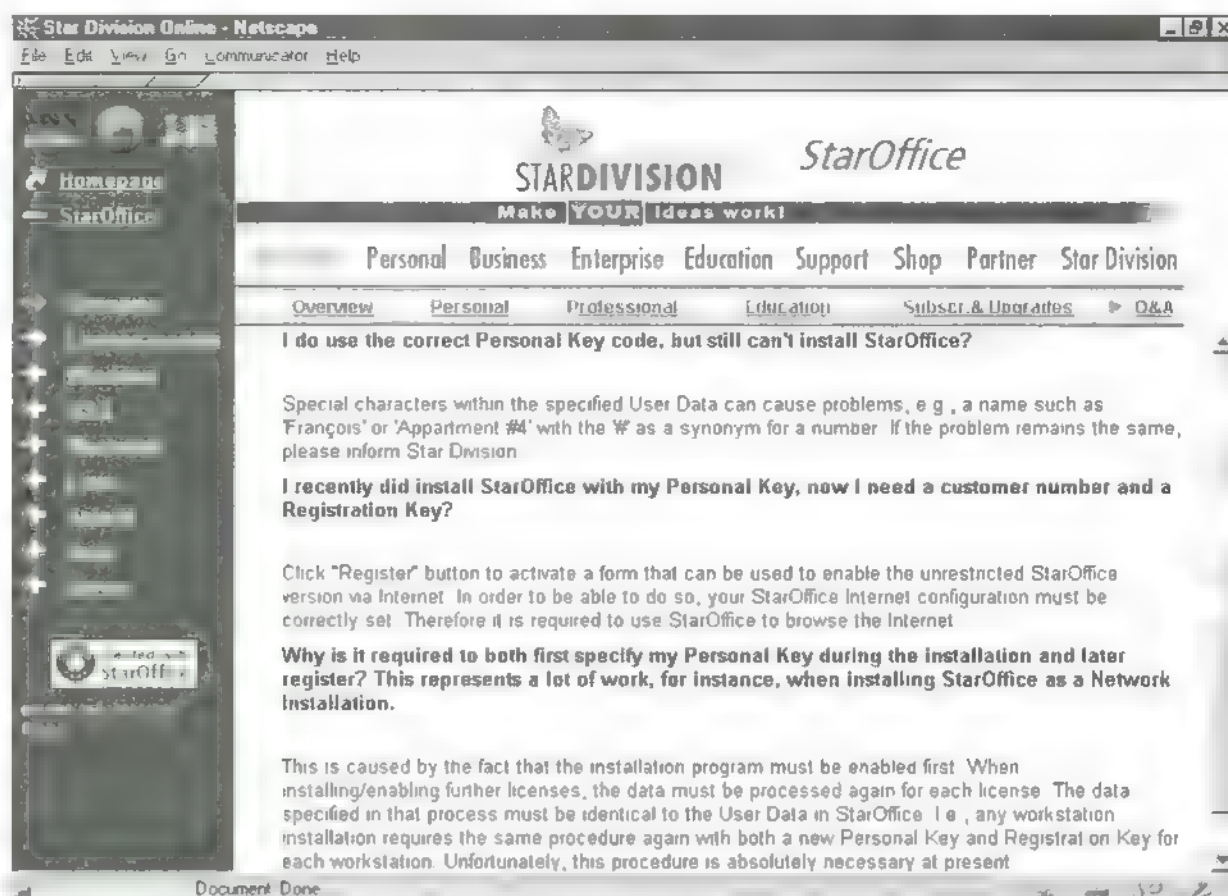 Star Division Online - Netscape
File Edit View Go Communicator Help
Homepage
StarOffice
STARDIVISION
StarOffice
Make YOUR Ideas work!
Personal Business Enterprise Education Support Shop Partner Star Division
Overview Personal Professional Education Subscr.& Upgrades Q&A
I do use the correct Personal Key code, but still can't install StarOffice?
Special characters within the specified User Data can cause problems, e g , a name such as
'François' or 'Appartment #4' with the '#' as a synonym for a number If the problem remains the same,
please inform Star Division
I recently did install StarOffice with my Personal Key, now I need a customer number and a
Registration Key?
Click "Register" button to activate a form that can be used to enable the unrestricted StarOffice
version via Internet In order to be able to do so, your StarOffice Internet configuration must be
correctly set Therefore it is required to use StarOffice to browse the Internet
Why is it required to both first specify my Personal Key during the installation and later
register? This represents a lot of work, for instance, when installing StarOffice as a Network
Installation.
This is caused by the fact that the installation program must be enabled first When
installing/enabling further licenses, the data must be processed again for each license The data
specified in that process must be identical to the User Data in StarOffice I e , any workstation
installation requires the same procedure again with both a new Personal Key and Registration Key for
each workstation. Unfortunately, this procedure is absolutely necessary at present
Document Done